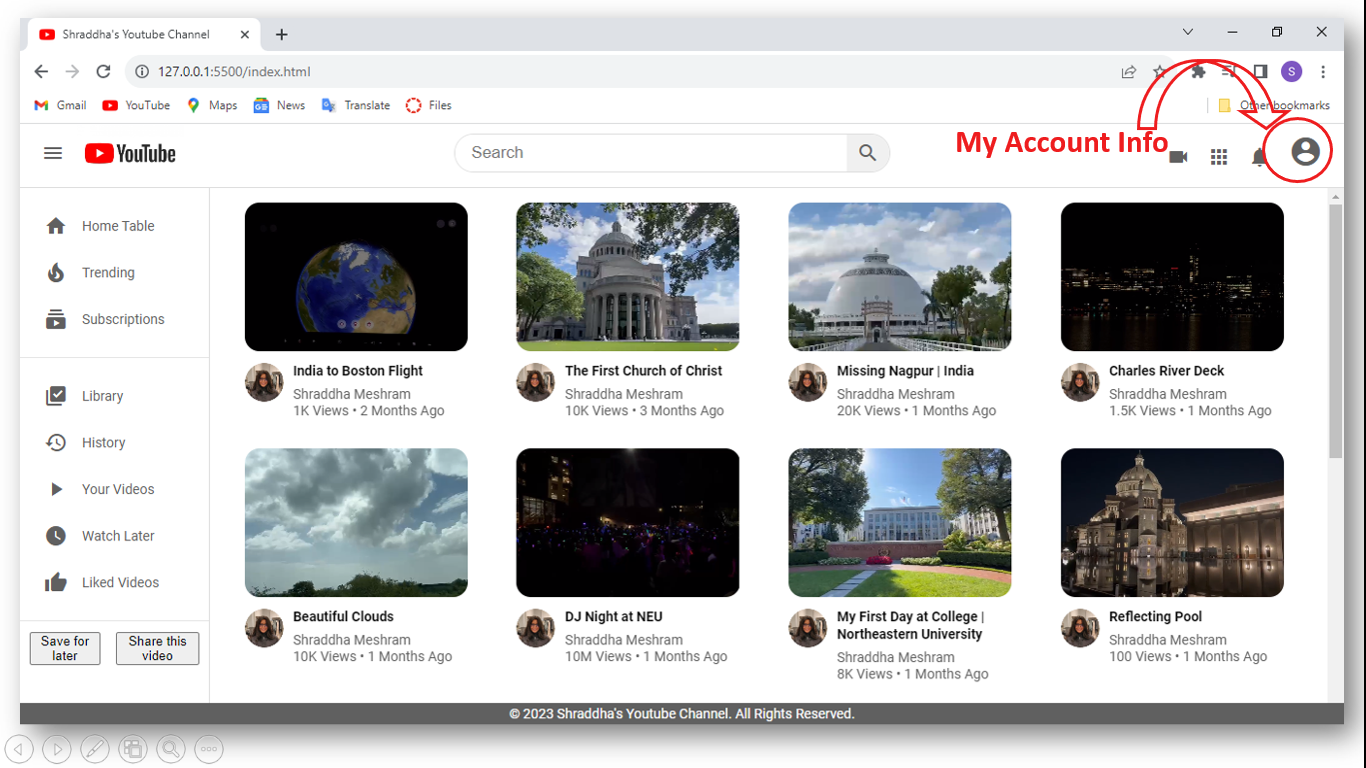 Shraddha's Youtube Channel
127.0.0.1:5500/index.html
S
Gmail YouTube Maps News Translate Files Other bookmarks
YouTube Search My Account Info
Home Table
Trending
Subscriptions
Library
History
Your Videos
Watch Later
Liked Videos
Save for later
Share this video
India to Boston Flight
Shraddha Meshram
1K Views • 2 Months Ago
The First Church of Christ
Shraddha Meshram
10K Views • 3 Months Ago
Missing Nagpur | India
Shraddha Meshram
20K Views • 1 Months Ago
Charles River Deck
Shraddha Meshram
1.5K Views • 1 Months Ago
Beautiful Clouds
Shraddha Meshram
10K Views • 1 Months Ago
DJ Night at NEU
Shraddha Meshram
10M Views • 1 Months Ago
My First Day at College |
Northeastern University
Shraddha Meshram
8K Views • 1 Months Ago
Reflecting Pool
Shraddha Meshram
100 Views • 1 Months Ago
© 2023 Shraddha's Youtube Channel. All Rights Reserved.